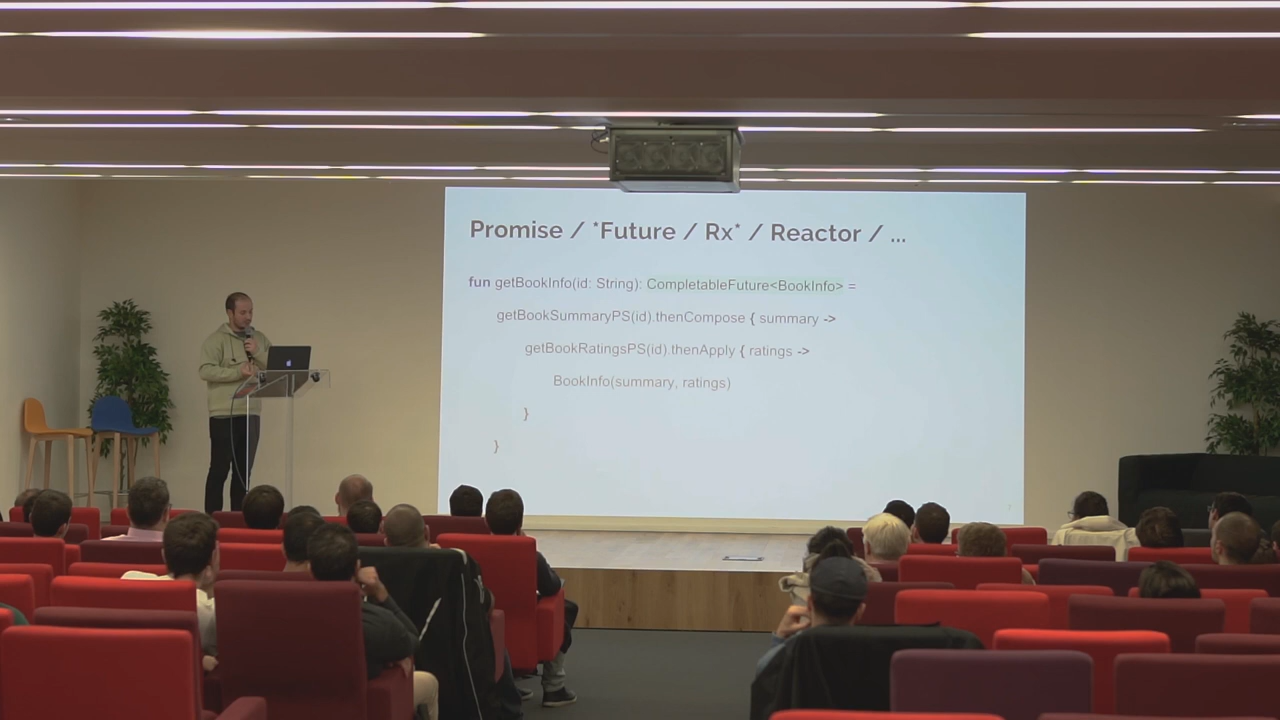 Promise / *Future / Rx* / Reactor / ...
fun getBookInfo(id: String): CompletableFuture<BookInfo> =
getBookSummaryPS(id).thenCompose { summary ->
getBookRatingsPS(id).thenApply { ratings ->
BookInfo(summary, ratings)
}
}